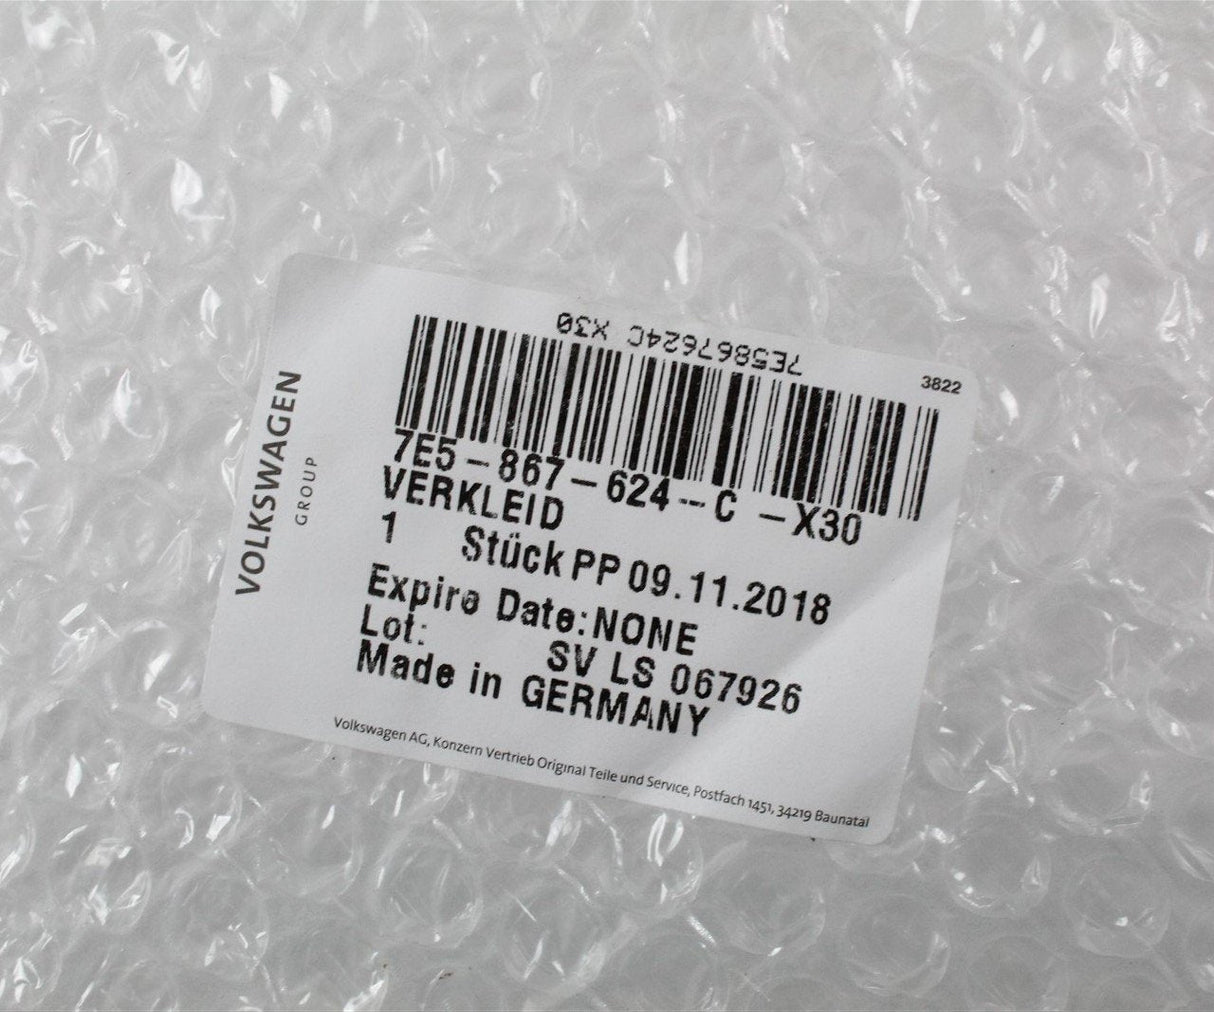 7E5867624C X30
3822
7E5-867-624-C -X30
VERKLEID
1 Stück PP 09.11.2018
Expire Date:NONE
Lot: SV LS 067926
Made in GERMANY
Volkswagen AG, Konzern Vertrieb Original Teile und Service, Postfach 1451, 34219 Baunatal
VOLKSWAGEN
GROUP